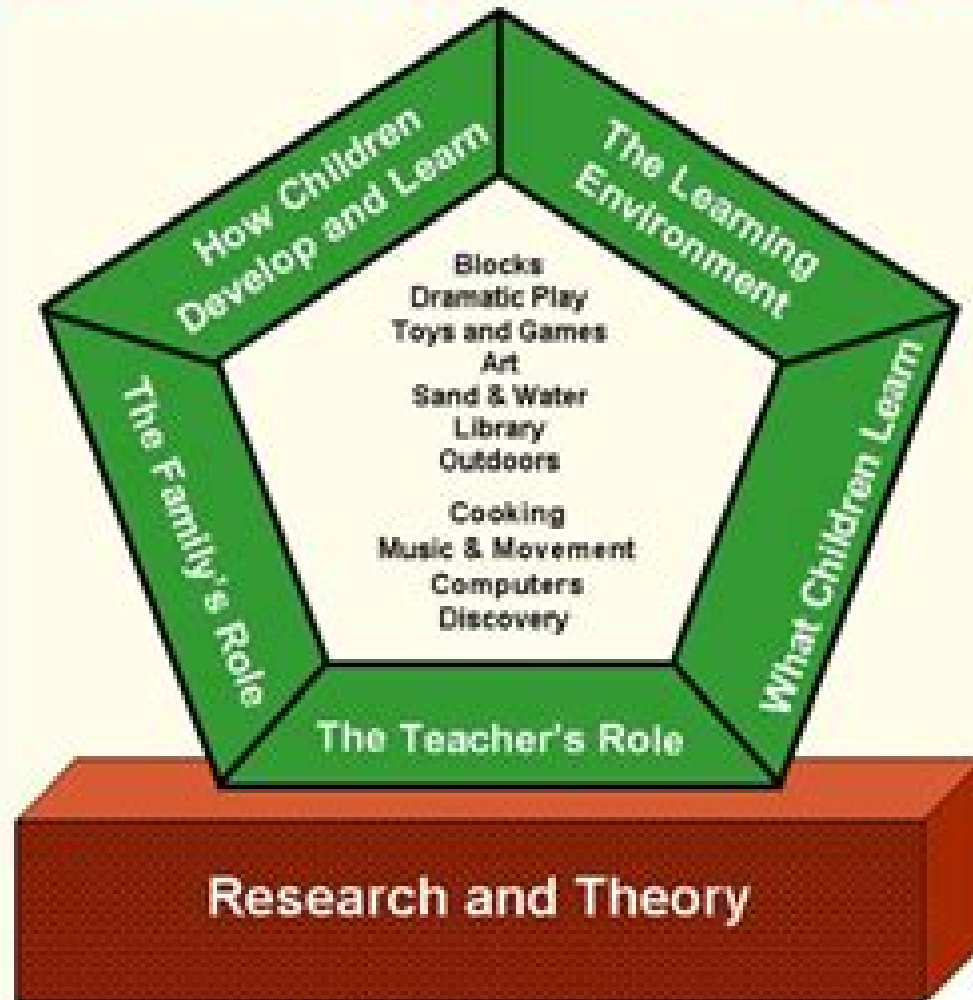 How Children
Develop and Learn
The Learning
Environment
Blocks
Dramatic Play
Toys and Games
Art
Sand & Water
Library
Outdoors
Cooking
Music & Movement
Computers
Discovery
The Family's Role
What Children Learn
The Teacher's Role
Research and Theory